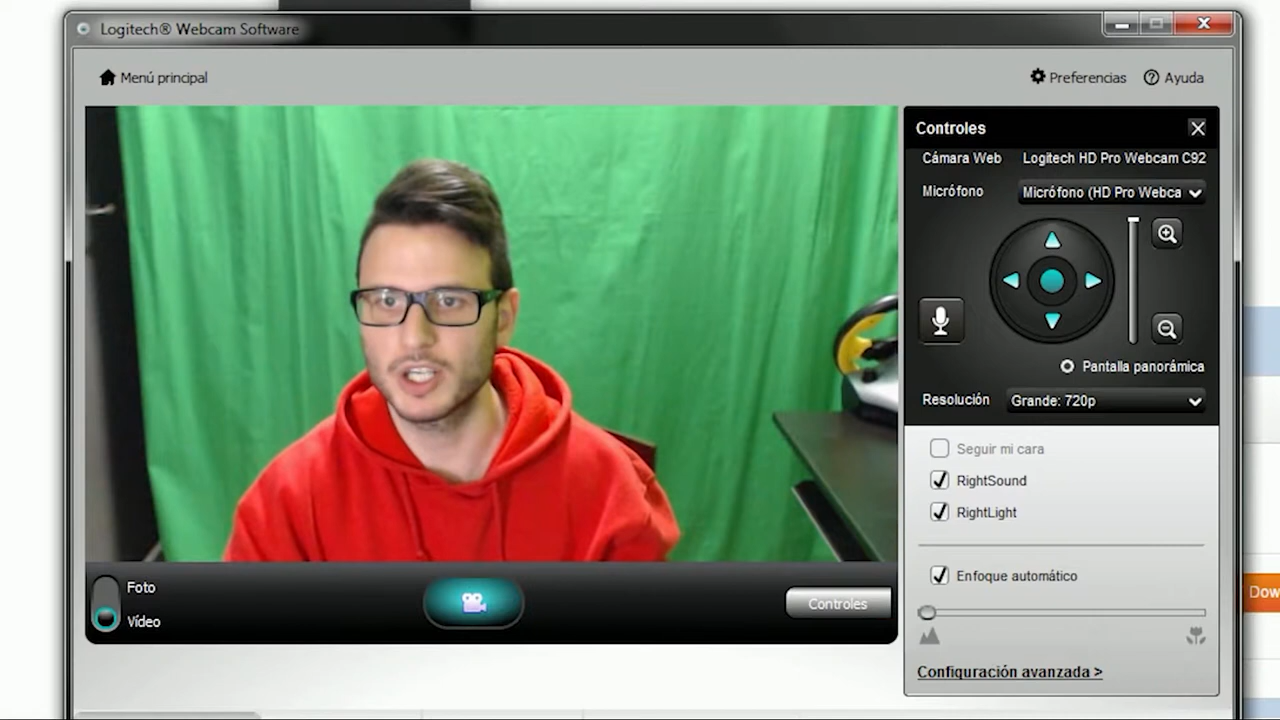 Logitech® Webcam Software
Menú principal
Preferencias
Ayuda
Controles
Cámara Web
Logitech HD Pro Webcam C92
Micrófono
Micrófono (HD Pro Webca
Pantalla panorámica
Resolución
Grande: 720p
Seguir mi cara
RightSound
RightLight
Enfoque automático
Configuración avanzada >
Foto
Vídeo
Controles
Dow